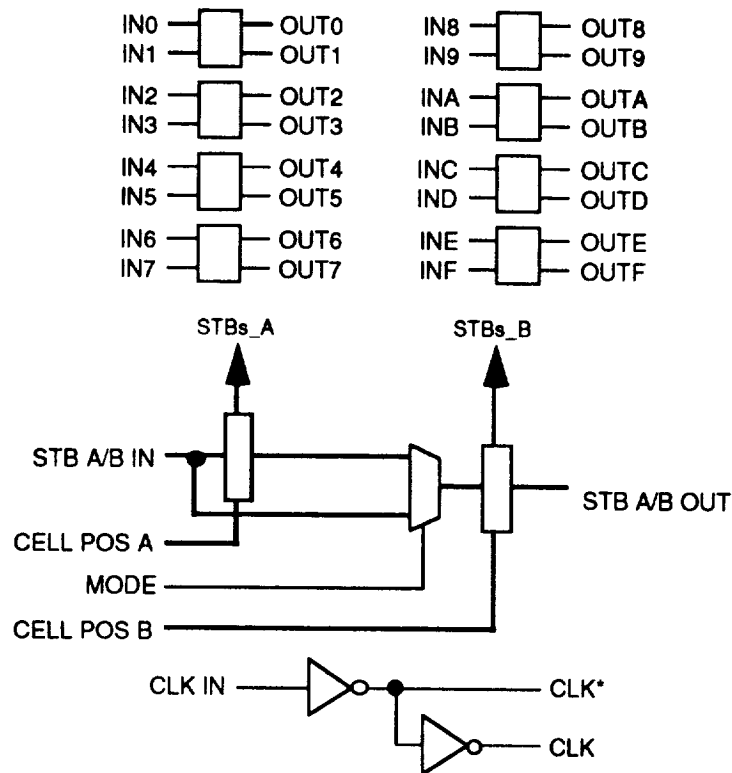 IN0 OUT0
IN1 OUT1
IN2 OUT2
IN3 OUT3
IN4 OUT4
IN5 OUT5
IN6 OUT6
IN7 OUT7
IN8 OUT8
IN9 OUT9
INA OUTA
INB OUTB
INC OUTC
IND OUTD
INE OUTE
INF OUTF
STBs_A STBs_B
STB A/B IN
STB A/B OUT
CELL POS A
MODE
CELL POS B
CLK IN CLK*
CLK